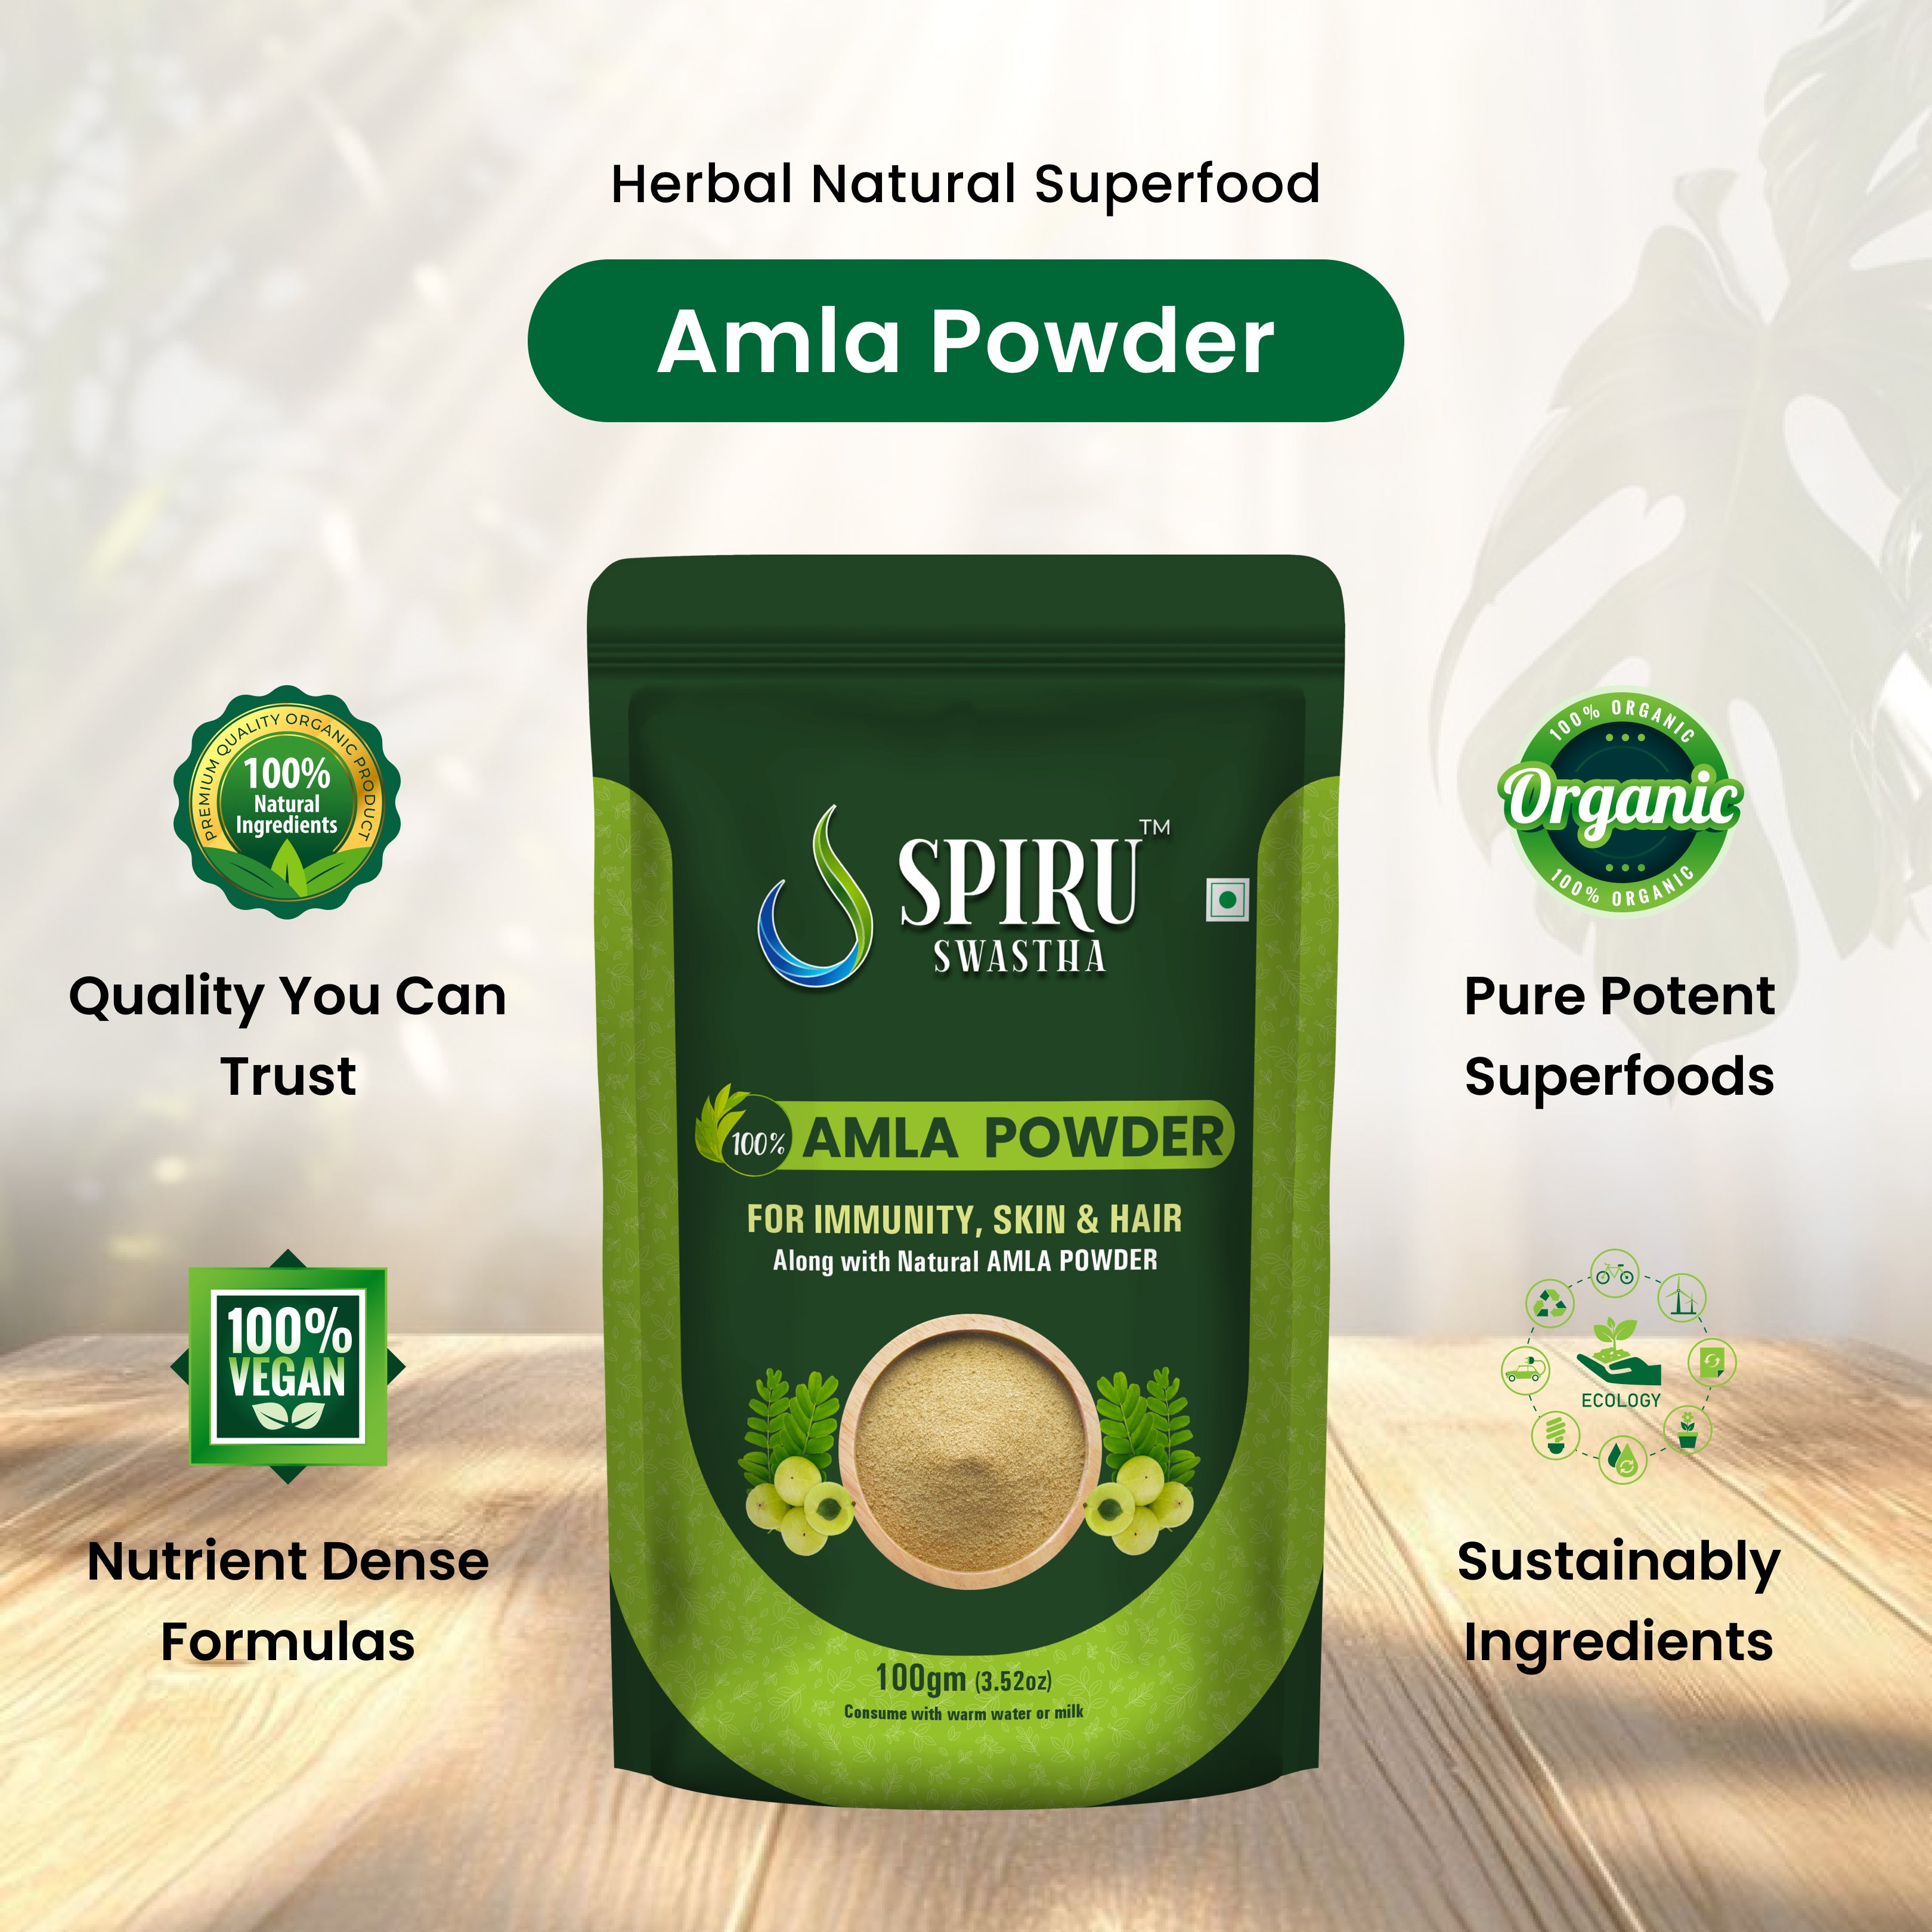 Herbal Natural Superfood
Amla Powder
PREMIUM QUALITY ORGANIC PRODUCT
100%
Natural
Ingredients
Quality You Can
Trust
100%
VEGAN
Nutrient Dense
Formulas
SPIRU™
SWASTHA
100% AMLA POWDER
FOR IMMUNITY, SKIN & HAIR
Along with Natural AMLA POWDER
100gm (3.52oz)
Consume with warm water or milk
100% ORGANIC
Organic
100% ORGANIC
Pure Potent
Superfoods
ECOLOGY
Sustainably
Ingredients